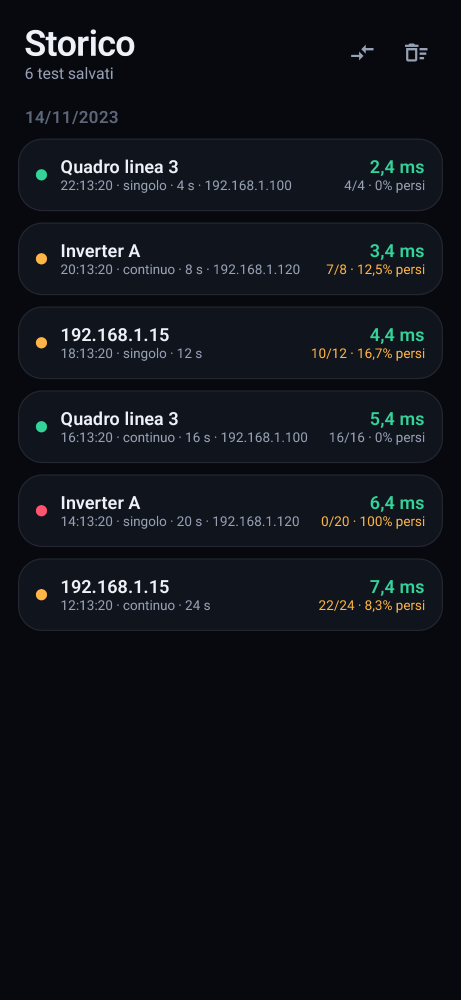 Storico
6 test salvati
14/11/2023
Quadro linea 3 2,4 ms
22:13:20 · singolo · 4 s · 192.168.1.100 4/4 · 0% persi
Inverter A 3,4 ms
20:13:20 · continuo · 8 s · 192.168.1.120 7/8 · 12,5% persi
192.168.1.15 4,4 ms
18:13:20 · singolo · 12 s 10/12 · 16,7% persi
Quadro linea 3 5,4 ms
16:13:20 · continuo · 16 s · 192.168.1.100 16/16 · 0% persi
Inverter A 6,4 ms
14:13:20 · singolo · 20 s · 192.168.1.120 0/20 · 100% persi
192.168.1.15 7,4 ms
12:13:20 · continuo · 24 s 22/24 · 8,3% persi